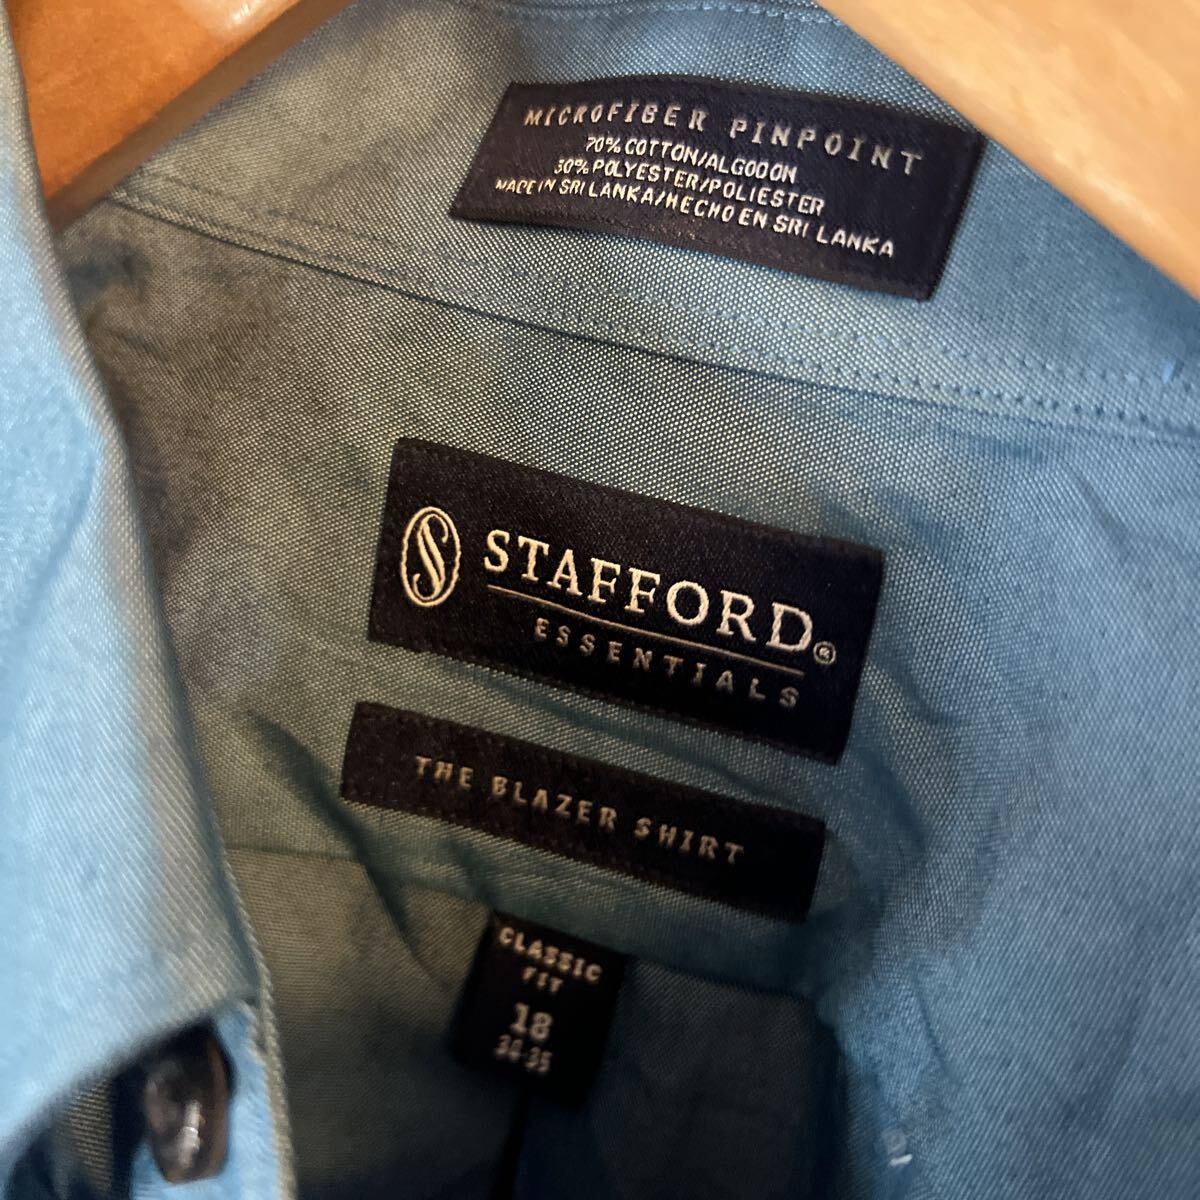 MICROFIBER PINPOINT
70% COTTON/ALGODON
30% POLYESTER/POLIESTER
MADE IN SRI LANKA/HECHO EN SRI LANKA
S STAFFORD®
ESSENTIALS
THE BLAZER SHIRT
CLASSIC
FIT
18
34-35